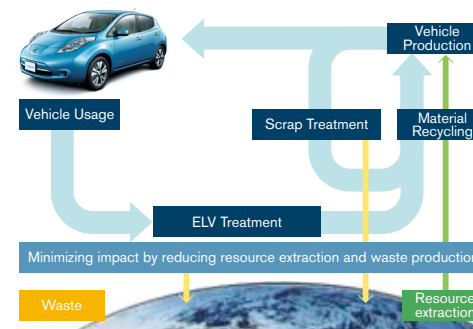 Vehicle
Production
Vehicle Usage
Scrap Treatment
Material
Recycling
ELV Treatment
Minimizing impact by reducing resource extraction and waste production
Waste
Resource
extraction